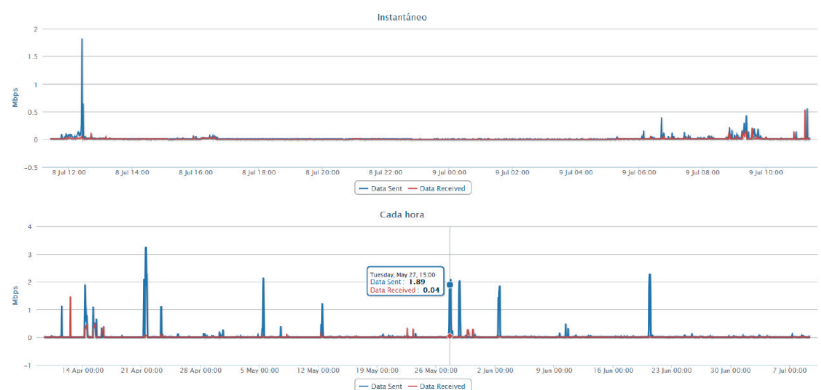 Instantáneo
2
1.5
1
0.5
0
-0.5
Mbps
8 Jul 12:00 8 Jul 14:00 8 Jul 16:00 8 Jul 18:00 8 Jul 20:00 8 Jul 22:00 9 Jul 00:00 9 Jul 02:00 9 Jul 04:00 9 Jul 06:00 9 Jul 08:00 9 Jul 10:00
Data Sent Data Received
Cada hora
4
3
2
1
0
-1
Mbps
Tuesday, May 27, 15:00
Data Sent : 1.89
Data Received : 0.04
14 Apr 00:00 21 Apr 00:00 28 Apr 00:00 5 May 00:00 12 May 00:00 19 May 00:00 26 May 00:00 2 Jun 00:00 9 Jun 00:00 16 Jun 00:00 23 Jun 00:00 30 Jun 00:00 7 Jul 00:00
Data Sent Data Received